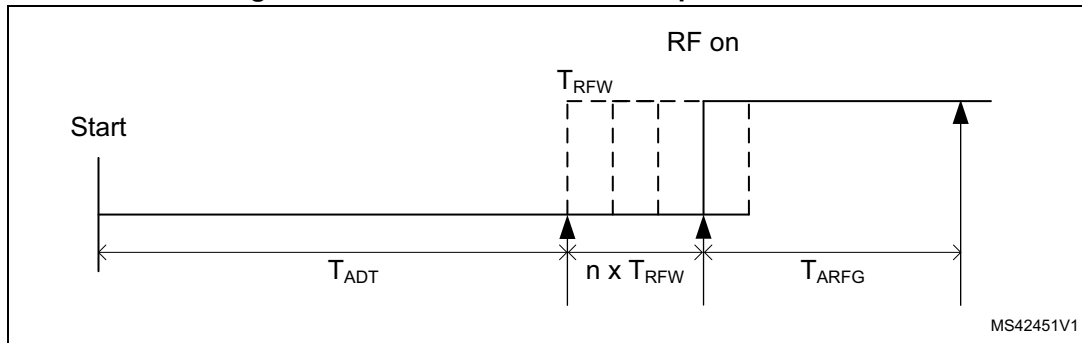 RF on
T_RFW
Start
T_ADT
n x T_RFW
T_ARFG
MS42451V1